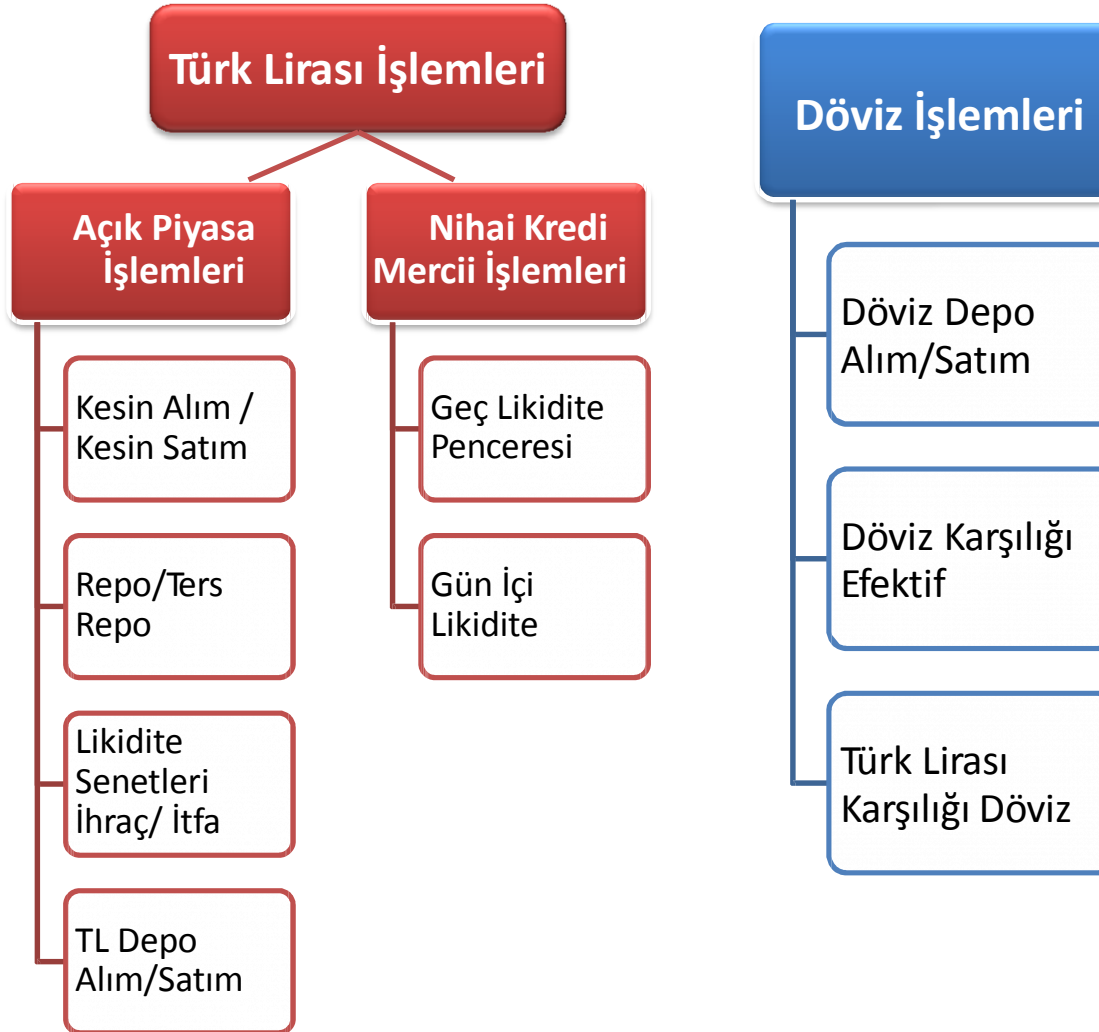 Türk Lirası İşlemleri
Açık Piyasa
İşlemleri
Kesin Alım /
Kesin Satım
Repo/Ters
Repo
Likidite
Senetleri
İhraç/ İtfa
TL Depo
Alım/Satım
Nihai Kredi
Mercii İşlemleri
Geç Likidite
Penceresi
Gün İçi
Likidite
Döviz İşlemleri
Döviz Depo
Alım/Satım
Döviz Karşılığı
Efektif
Türk Lirası
Karşılığı Döviz